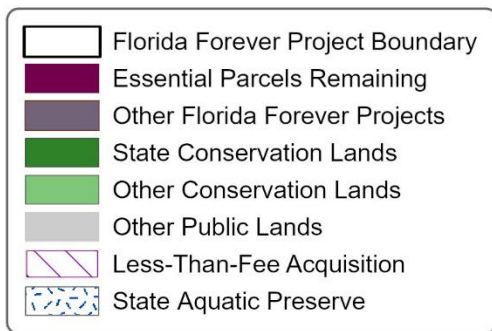 Florida Forever Project Boundary
Essential Parcels Remaining
Other Florida Forever Projects
State Conservation Lands
Other Conservation Lands
Other Public Lands
Less-Than-Fee Acquisition
State Aquatic Preserve